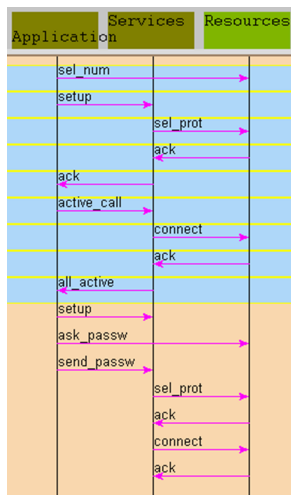 Application
Services
Resources
sel_num
setup
sel_prot
ack
ack
active_call
connect
ack
all_active
setup
ask_passw
send_passw
sel_prot
ack
connect
ack